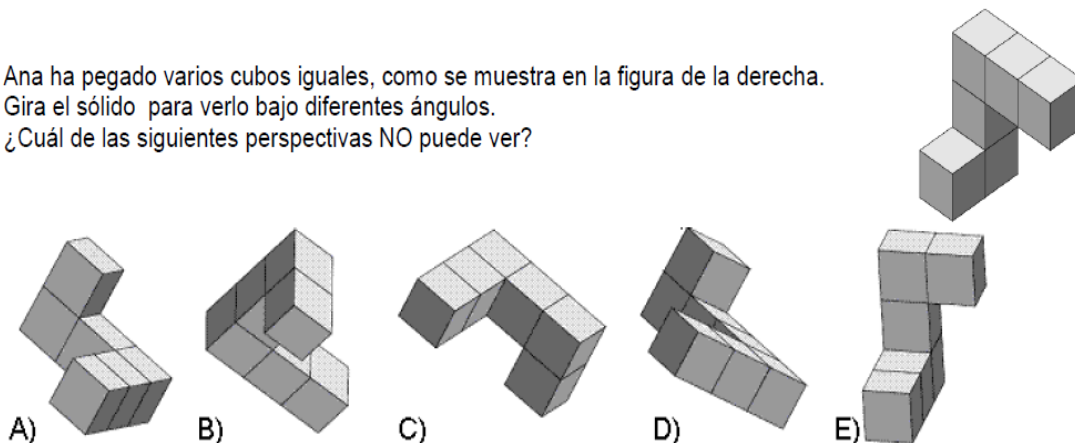 Ana ha pegado varios cubos iguales, como se muestra en la figura de la derecha.
Gira el sólido para verlo bajo diferentes ángulos.
¿Cuál de las siguientes perspectivas NO puede ver?
A) B) C) D) E)